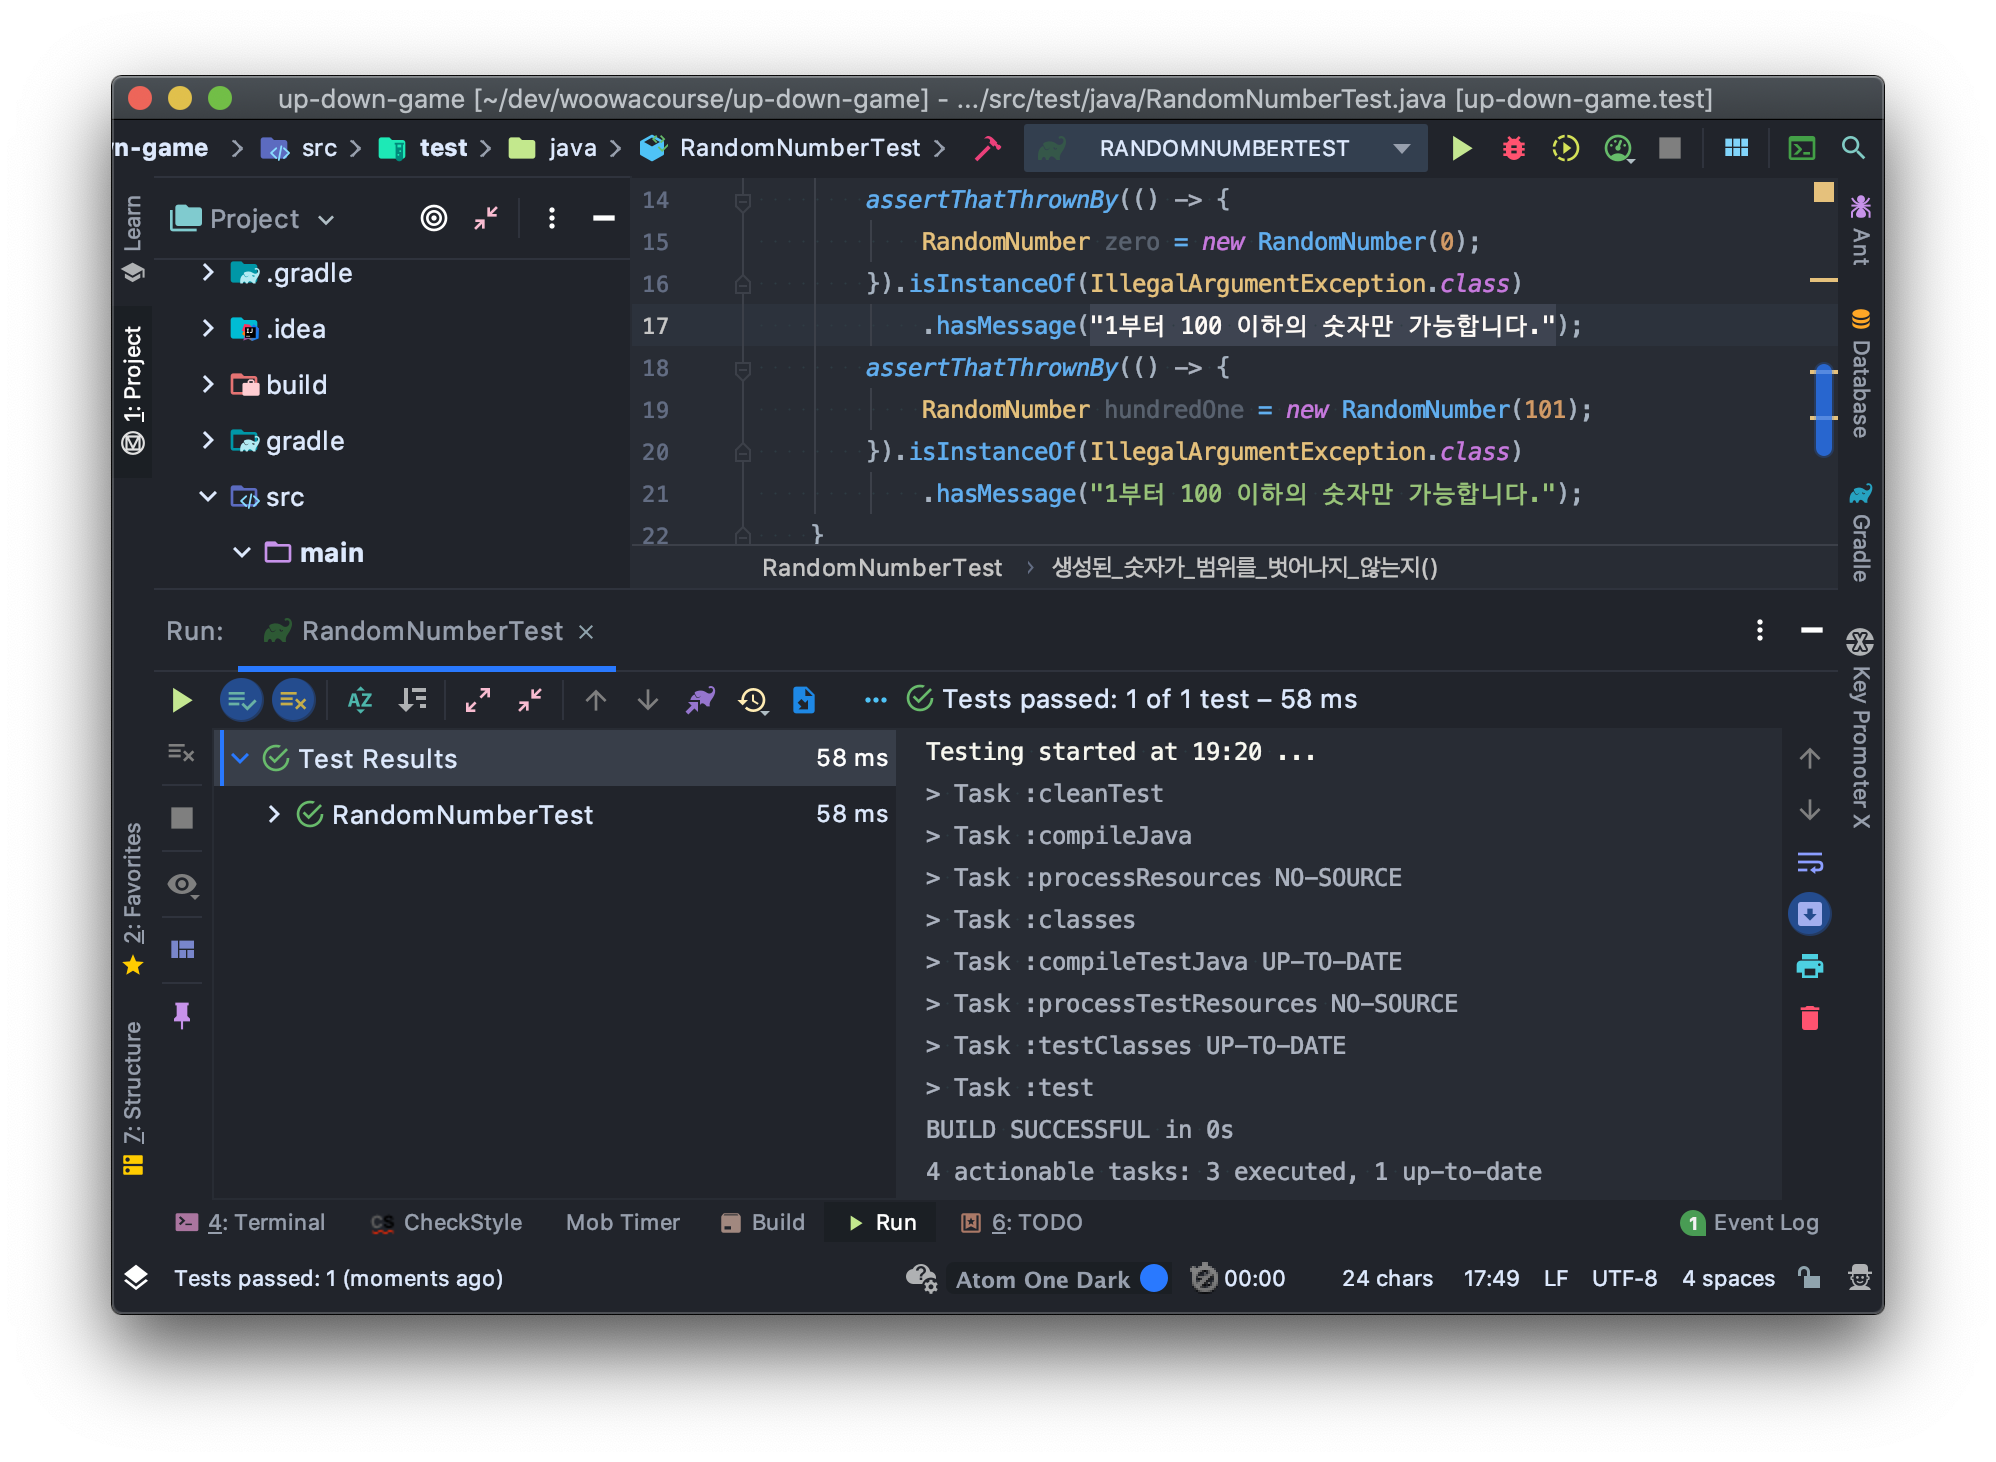 up-down-game [~/dev/woowacourse/up-down-game] - .../src/test/java/RandomNumberTest.java [up-down-game.test]
n-game > src > test > java > RandomNumberTest > RANDOMNUMBERTEST
Learn
1: Project
2: Favorites
7: Structure
Project
.gradle
.idea
build
gradle
src
main
14 assertThatThrownBy(() -> {
15 RandomNumber zero = new RandomNumber(0);
16 }).isInstanceOf(IllegalArgumentException.class)
17 .hasMessage("1부터 100 이하의 숫자만 가능합니다.");
18 assertThatThrownBy(() -> {
19 RandomNumber hundredOne = new RandomNumber(101);
20 }).isInstanceOf(IllegalArgumentException.class)
21 .hasMessage("1부터 100 이하의 숫자만 가능합니다.");
22 }
RandomNumberTest > 생성된_숫자가_범위를_벗어나지_않는지()
Ant
Database
Gradle
Key Promoter X
Run: RandomNumberTest ×
Tests passed: 1 of 1 test – 58 ms
Test Results 58 ms
RandomNumberTest 58 ms
Testing started at 19:20 ...
> Task :cleanTest
> Task :compileJava
> Task :processResources NO-SOURCE
> Task :classes
> Task :compileTestJava UP-TO-DATE
> Task :processTestResources NO-SOURCE
> Task :testClasses UP-TO-DATE
> Task :test
BUILD SUCCESSFUL in 0s
4 actionable tasks: 3 executed, 1 up-to-date
4: Terminal CS CheckStyle Mob Timer Build Run 6: TODO 1 Event Log
Tests passed: 1 (moments ago) Atom One Dark 00:00 24 chars 17:49 LF UTF-8 4 spaces